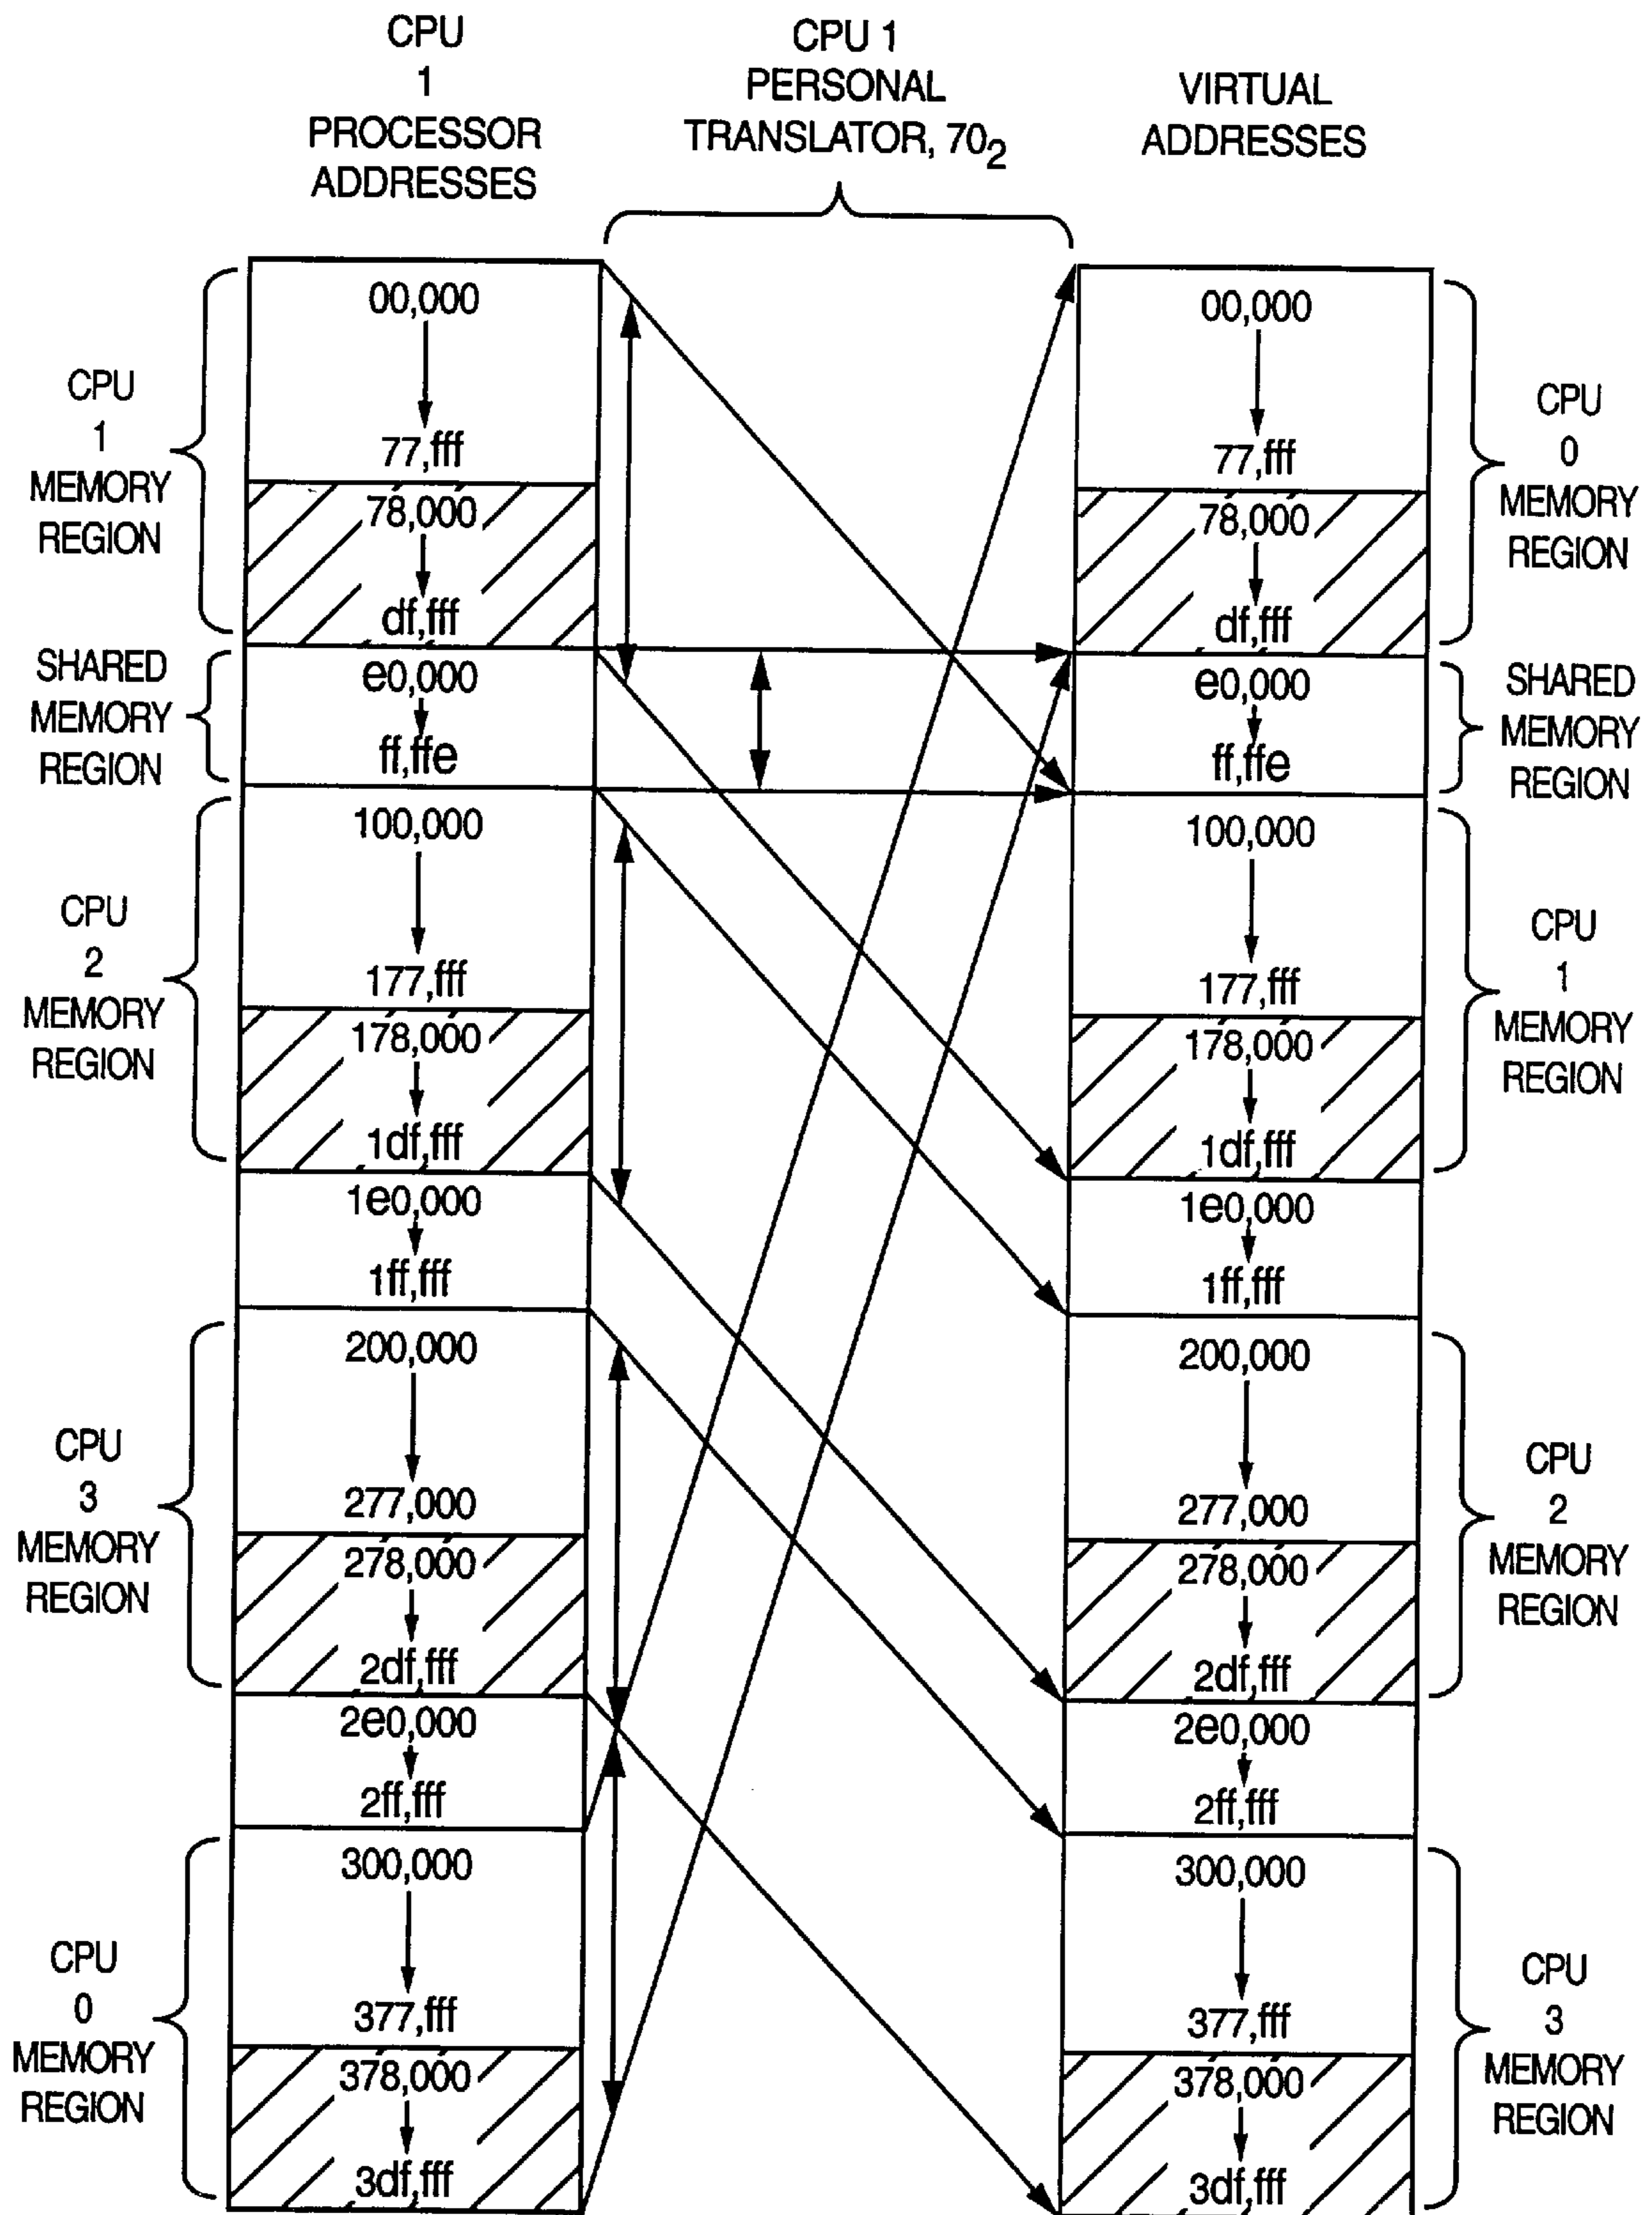 CPU
1
PROCESSOR
ADDRESSES
CPU 1
PERSONAL
TRANSLATOR, 70₂
VIRTUAL
ADDRESSES
CPU
1
MEMORY
REGION
SHARED
MEMORY
REGION
CPU
2
MEMORY
REGION
CPU
3
MEMORY
REGION
CPU
0
MEMORY
REGION
00,000
77,fff
78,000
df,fff
e0,000
ff,ffe
100,000
177,fff
178,000
1df,fff
1e0,000
1ff,fff
200,000
277,000
278,000
2df,fff
2e0,000
2ff,fff
300,000
377,fff
378,000
3df,fff
00,000
77,fff
78,000
df,fff
e0,000
ff,ffe
100,000
177,fff
178,000
1df,fff
1e0,000
1ff,fff
200,000
277,000
278,000
2df,fff
2e0,000
2ff,fff
300,000
377,fff
378,000
3df,fff
CPU
0
MEMORY
REGION
SHARED
MEMORY
REGION
CPU
1
MEMORY
REGION
CPU
2
MEMORY
REGION
CPU
3
MEMORY
REGION